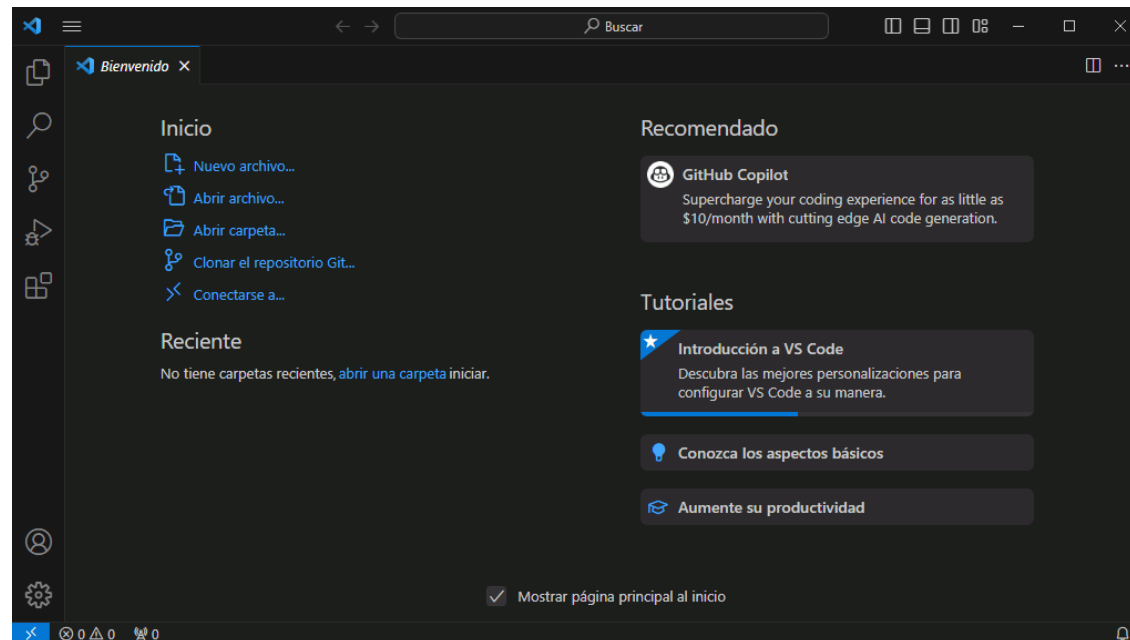 Buscar
Bienvenido
Inicio
Nuevo archivo...
Abrir archivo...
Abrir carpeta...
Clonar el repositorio Git...
Conectarse a...
Reciente
No tiene carpetas recientes, abrir una carpeta iniciar.
Recomendado
GitHub Copilot
Supercharge your coding experience for as little as
$10/month with cutting edge AI code generation.
Tutoriales
Introducción a VS Code
Descubra las mejores personalizaciones para
configurar VS Code a su manera.
Conozca los aspectos básicos
Aumente su productividad
Mostrar página principal al inicio
0 0 0